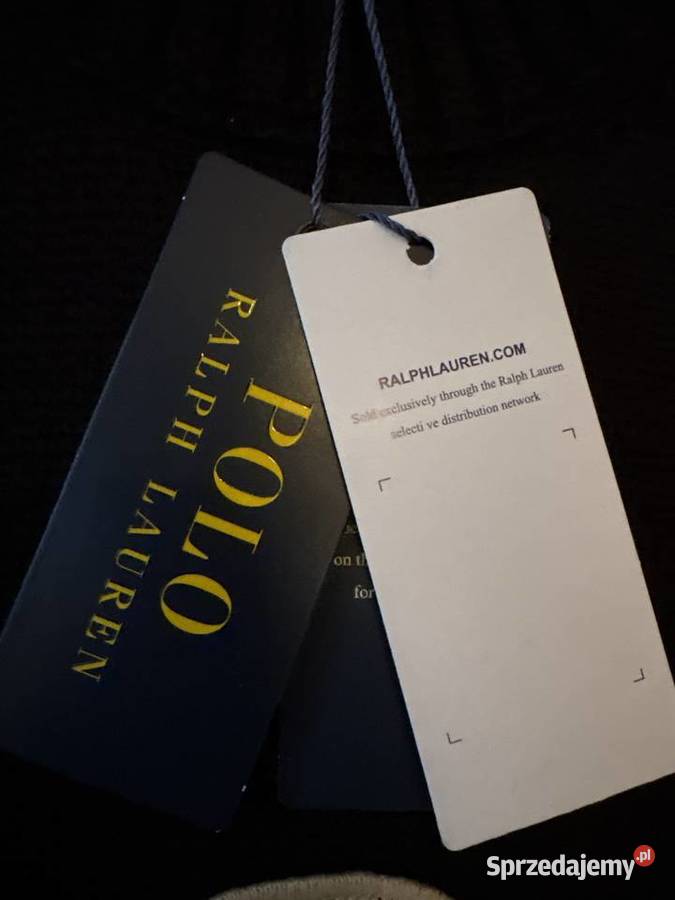 POLO
RALPH LAUREN
RALPHLAUREN.COM
Sold exclusively through the Ralph Lauren
selecti ve distribution network
on th
for
Sprzedajemy.pl